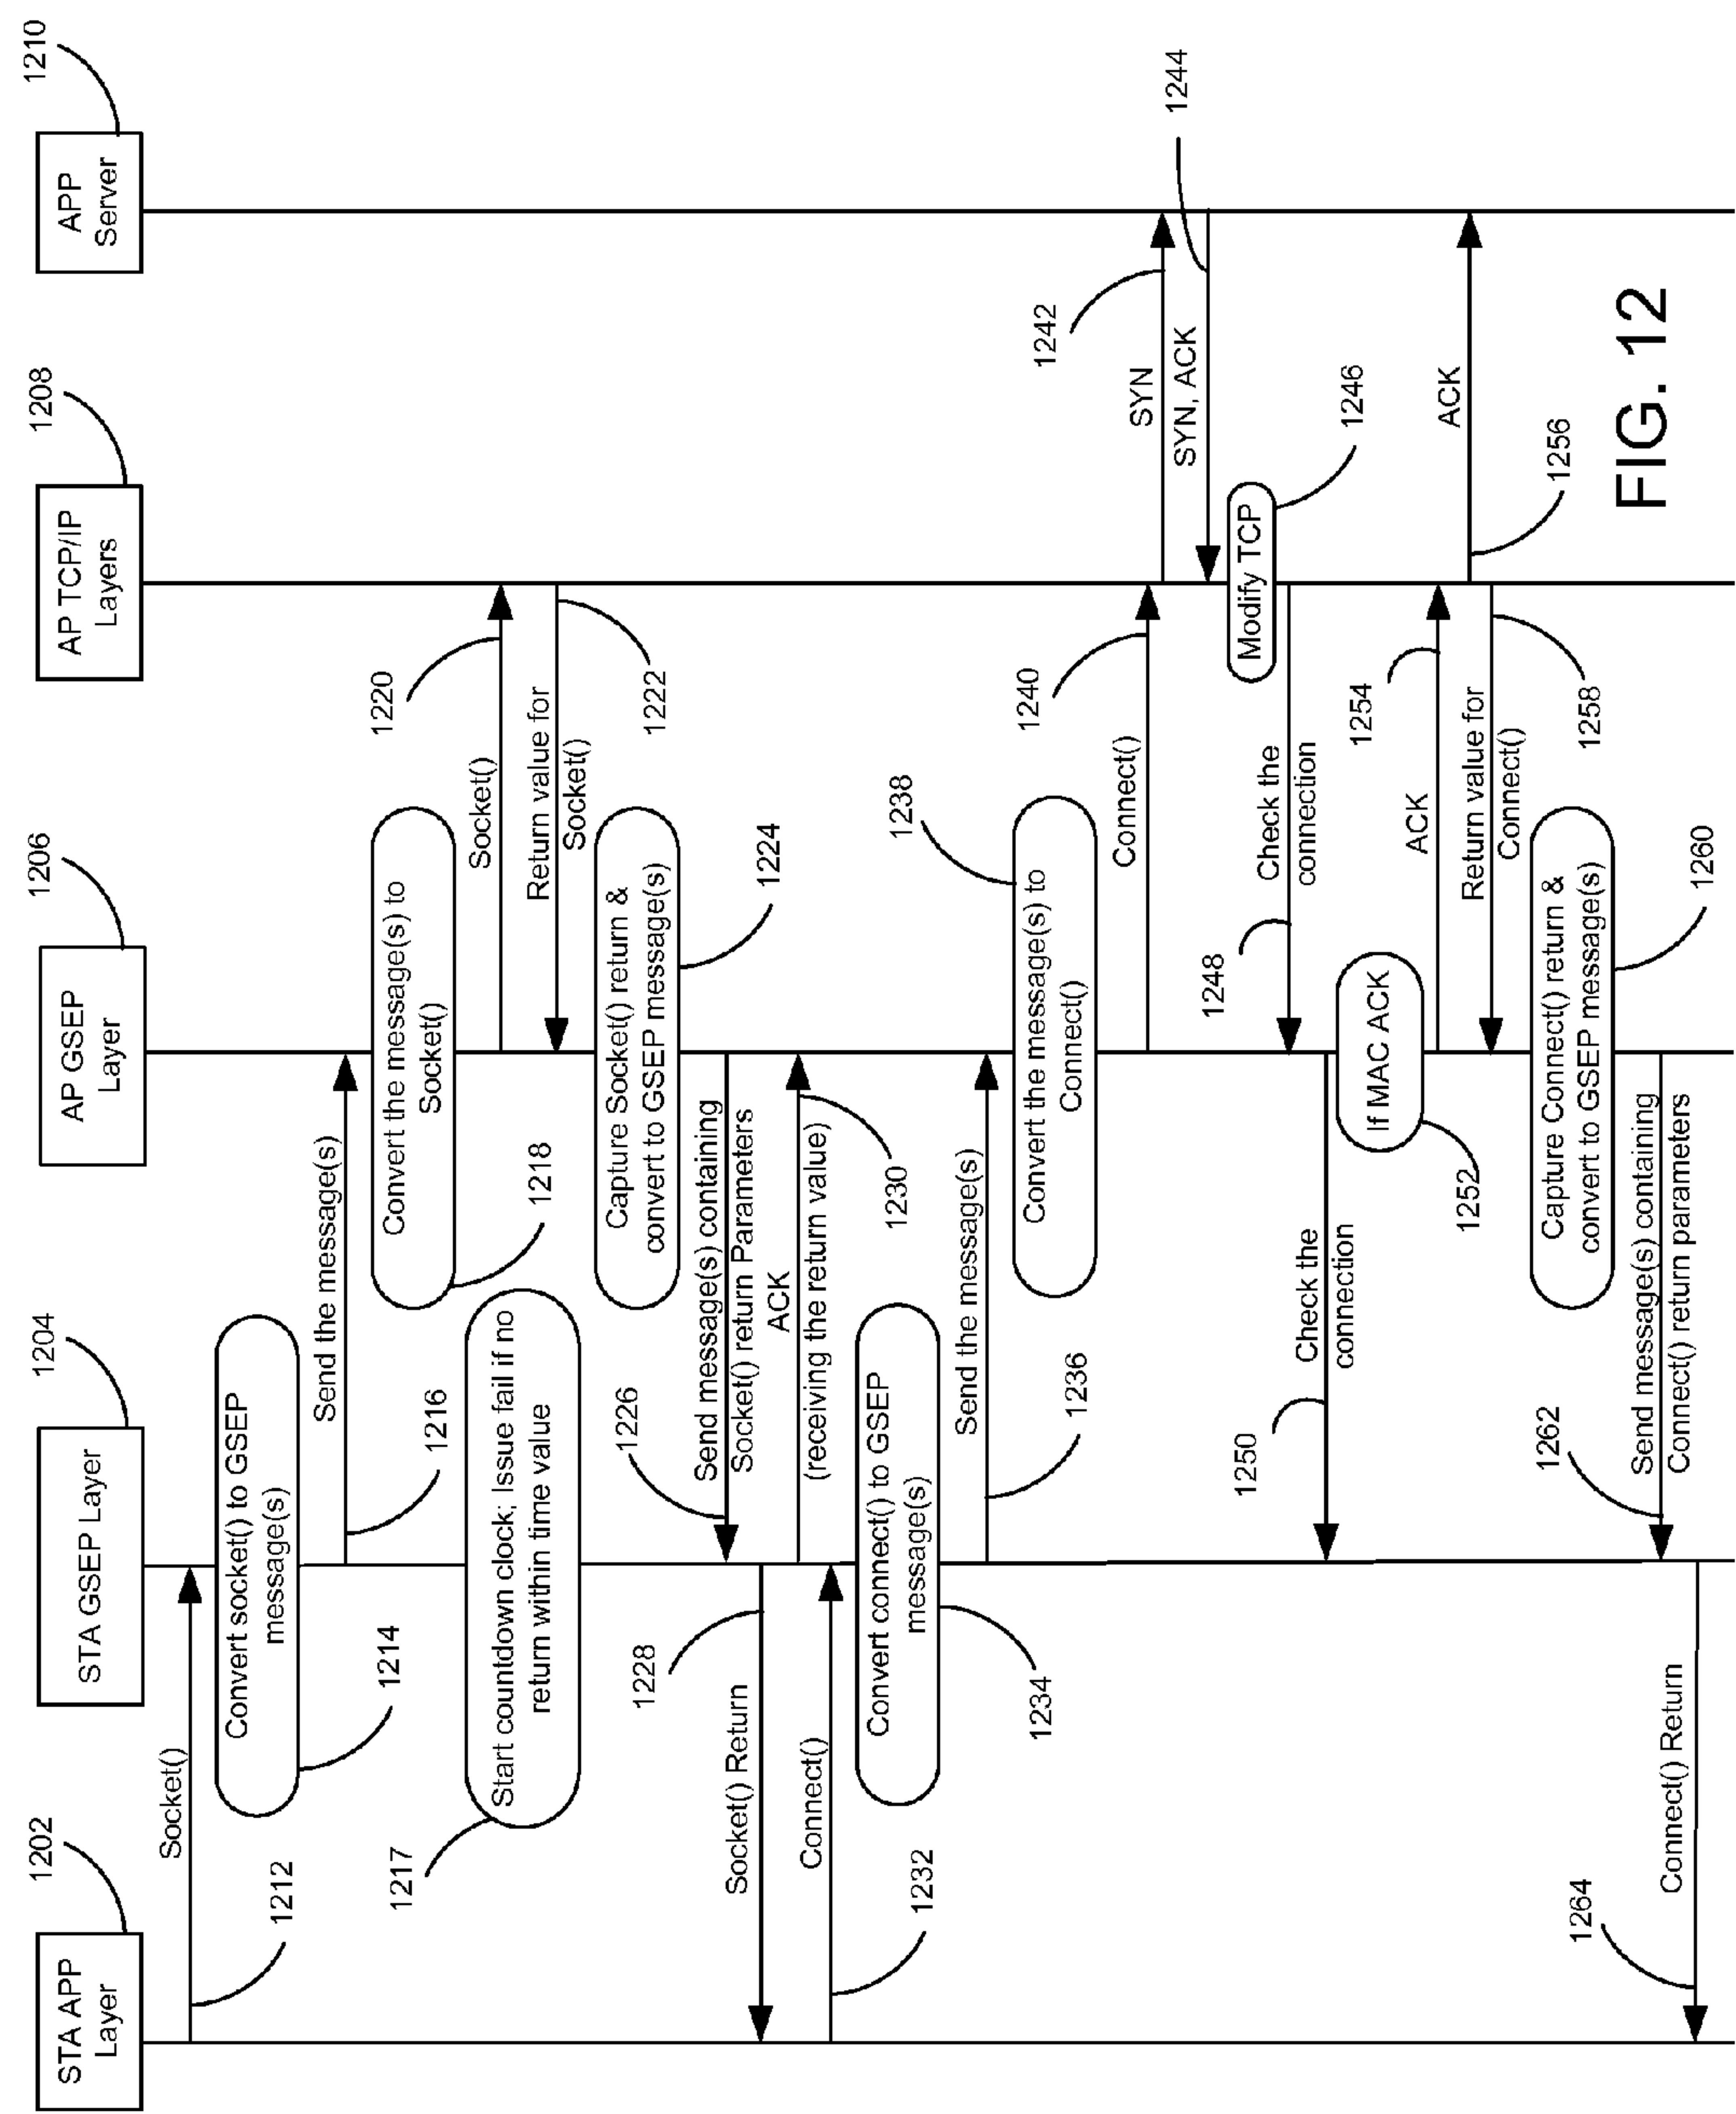 1202
1204
1206
1208
1210
STA APP
Layer
STA GSEP Layer
AP GSEP
Layer
AP TCP/IP
Layers
APP
Server
Socket()
1212
Convert socket() to GSEP
message(s)
1214
Send the message(s)
1216
Convert the message(s) to
Socket()
1218
1217
Start countdown clock; Issue fail if no
return within time value
Socket()
1220
Return value for
Socket()
1222
Capture Socket() return &
convert to GSEP message(s)
1224
Send message(s) containing
Socket() return Parameters
1226
Socket() Return
1228
ACK
(receiving the return value)
1230
Connect()
1232
Convert connect() to GSEP
message(s)
1234
Send the message(s)
1236
Convert the message(s) to
Connect()
1238
Connect()
1240
SYN
1242
SYN, ACK
1244
Modify TCP
1246
Check the
connection
1248
Check the
connection
1250
If MAC ACK
1252
ACK
1254
ACK
1256
Return value for
Connect()
1258
Capture Connect() return &
convert to GSEP message(s)
1260
Send message(s) containing
Connect() return parameters
1262
Connect() Return
1264
FIG. 12